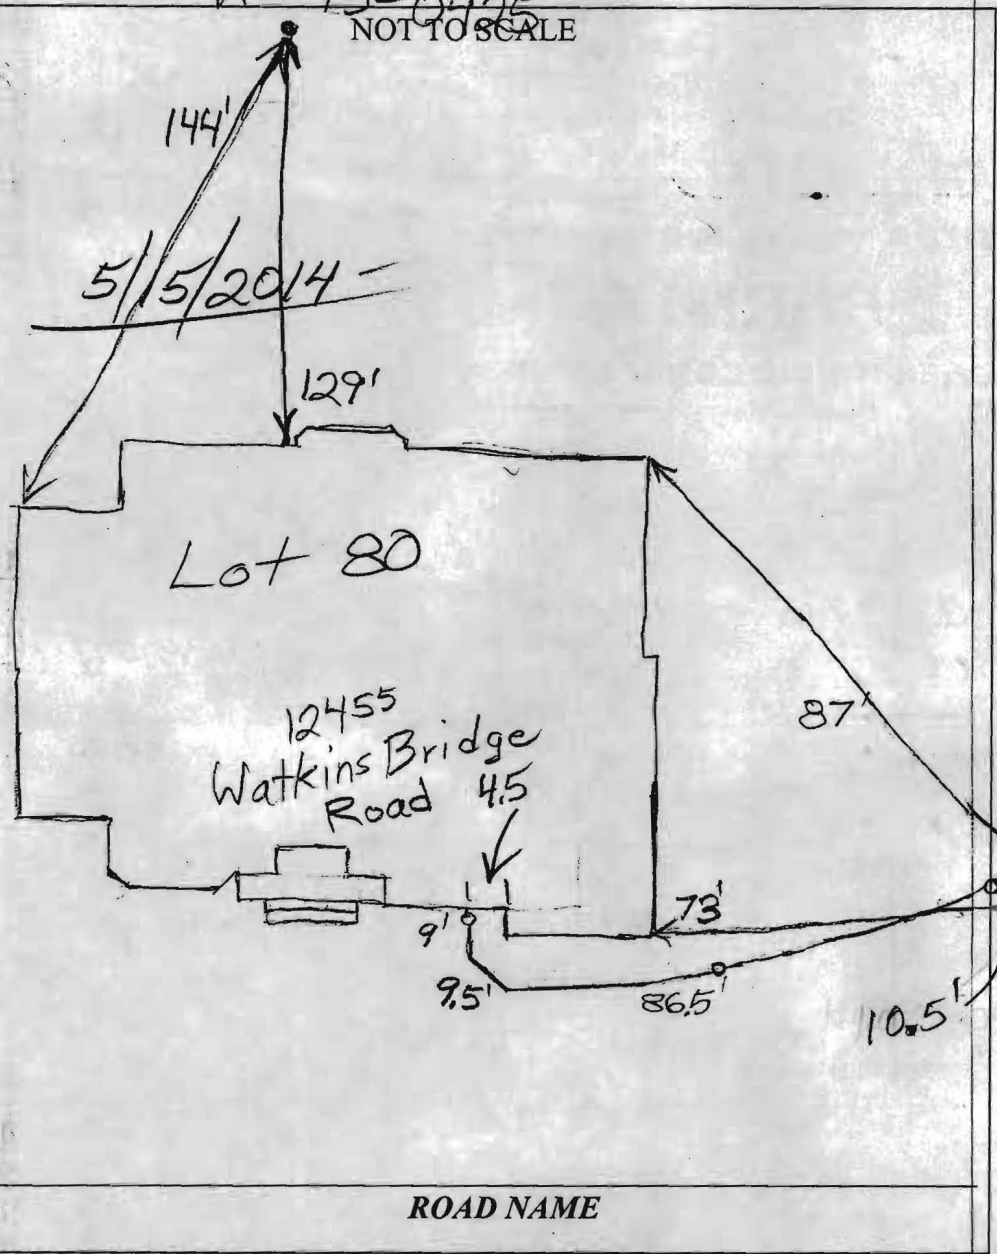 NOT TO SCALE
144'
5/15/2014 -
129'
Lot 80
12455
Watkins Bridge
Road
4.5
87'
73'
9'
9.5'
86.5'
10.5'
ROAD NAME